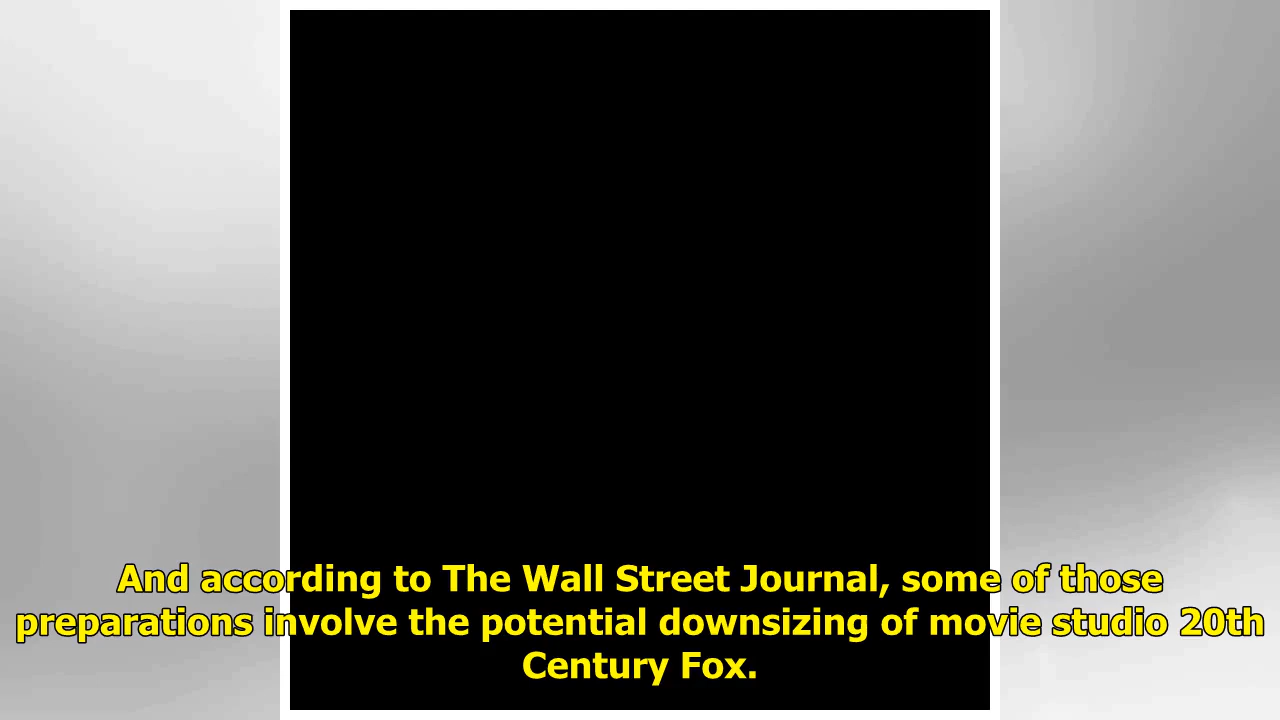 And according to The Wall Street Journal, some of those
preparations involve the potential downsizing of movie studio 20th
Century Fox.